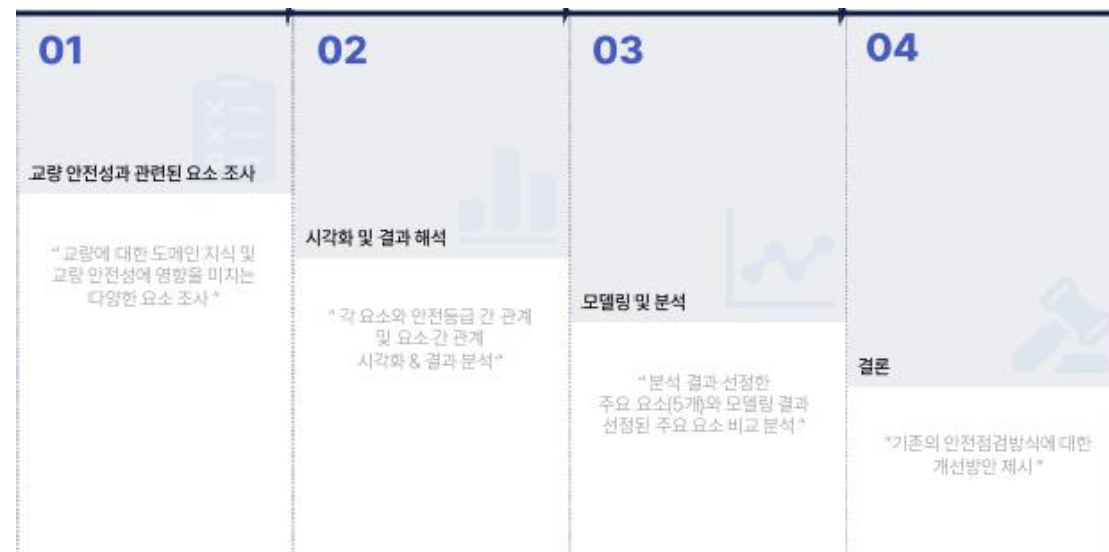 01
교량 안전성과 관련된 요소 조사
“ 교량에 대한 도메인 지식 및
교량 안전성에 영향을 미치는
다양한 요소 조사 ”
02
시각화 및 결과 해석
“ 각 요소와 안전등급 간 관계
및 요소 간 관계
시각화 & 결과 분석 ”
03
모델링 및 분석
“ 분석 결과 선정한
주요 요소(5개)와 모델링 결과
선정된 주요 요소 비교 분석 ”
04
결론
“기존의 안전점검방식에 대한
개선방안 제시 ”